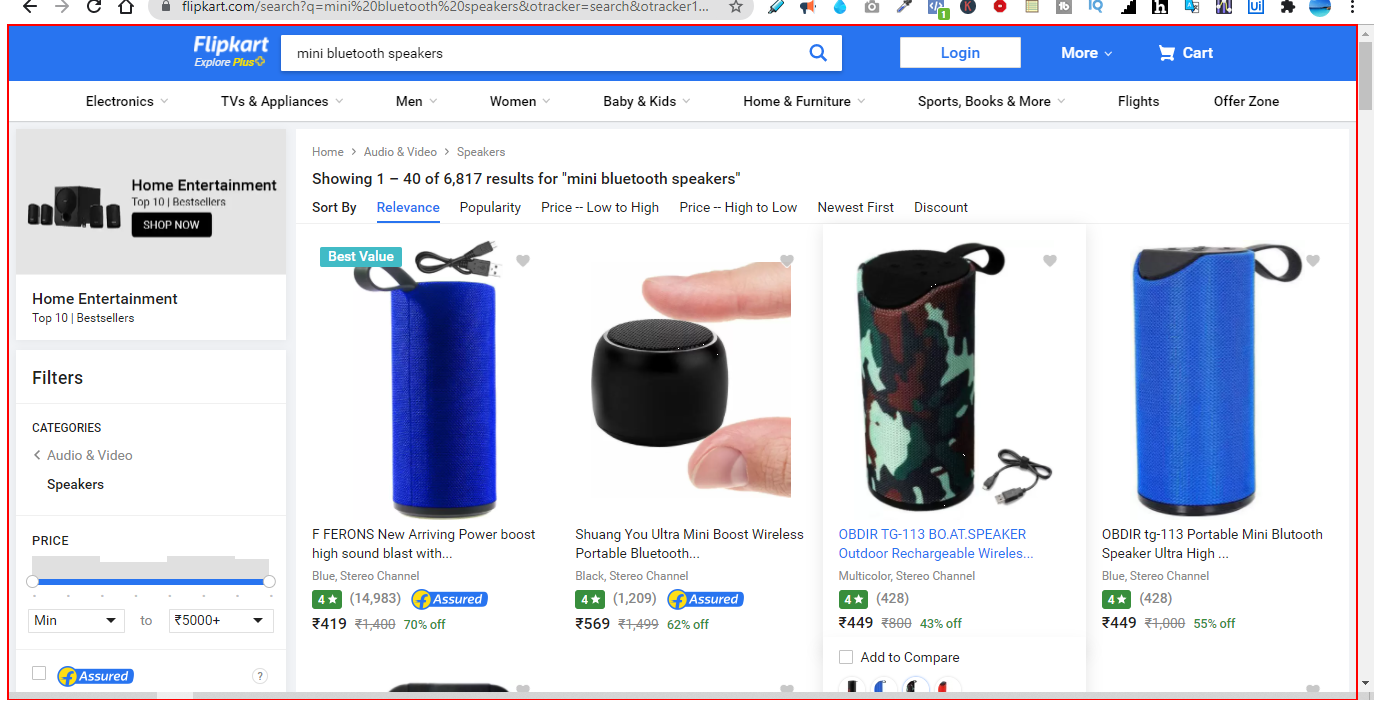 flipkart.com/search?q=mini%20bluetooth%20speakers&otracker=search&otracker1...
Flipkart
Explore Plus
mini bluetooth speakers
Login
More
Cart
Electronics
TVs & Appliances
Men
Women
Baby & Kids
Home & Furniture
Sports, Books & More
Flights
Offer Zone
Home Entertainment
Top 10 | Bestsellers
SHOP NOW
Home Entertainment
Top 10 | Bestsellers
Filters
CATEGORIES
Audio & Video
Speakers
PRICE
Min
to
₹5000+
Assured
?
Home > Audio & Video > Speakers
Showing 1 – 40 of 6,817 results for "mini bluetooth speakers"
Sort By
Relevance
Popularity
Price -- Low to High
Price -- High to Low
Newest First
Discount
Best Value
F FERONS New Arriving Power boost
high sound blast with...
Blue, Stereo Channel
4★ (14,983) Assured
₹419 ₹1,400 70% off
Shuang You Ultra Mini Boost Wireless
Portable Bluetooth...
Black, Stereo Channel
4★ (1,209) Assured
₹569 ₹1,499 62% off
OBDIR TG-113 BO.AT.SPEAKER
Outdoor Rechargeable Wireles...
Multicolor, Stereo Channel
4★ (428)
₹449 ₹800 43% off
Add to Compare
OBDIR tg-113 Portable Mini Blutooth
Speaker Ultra High ...
Blue, Stereo Channel
4★ (428)
₹449 ₹1,000 55% off